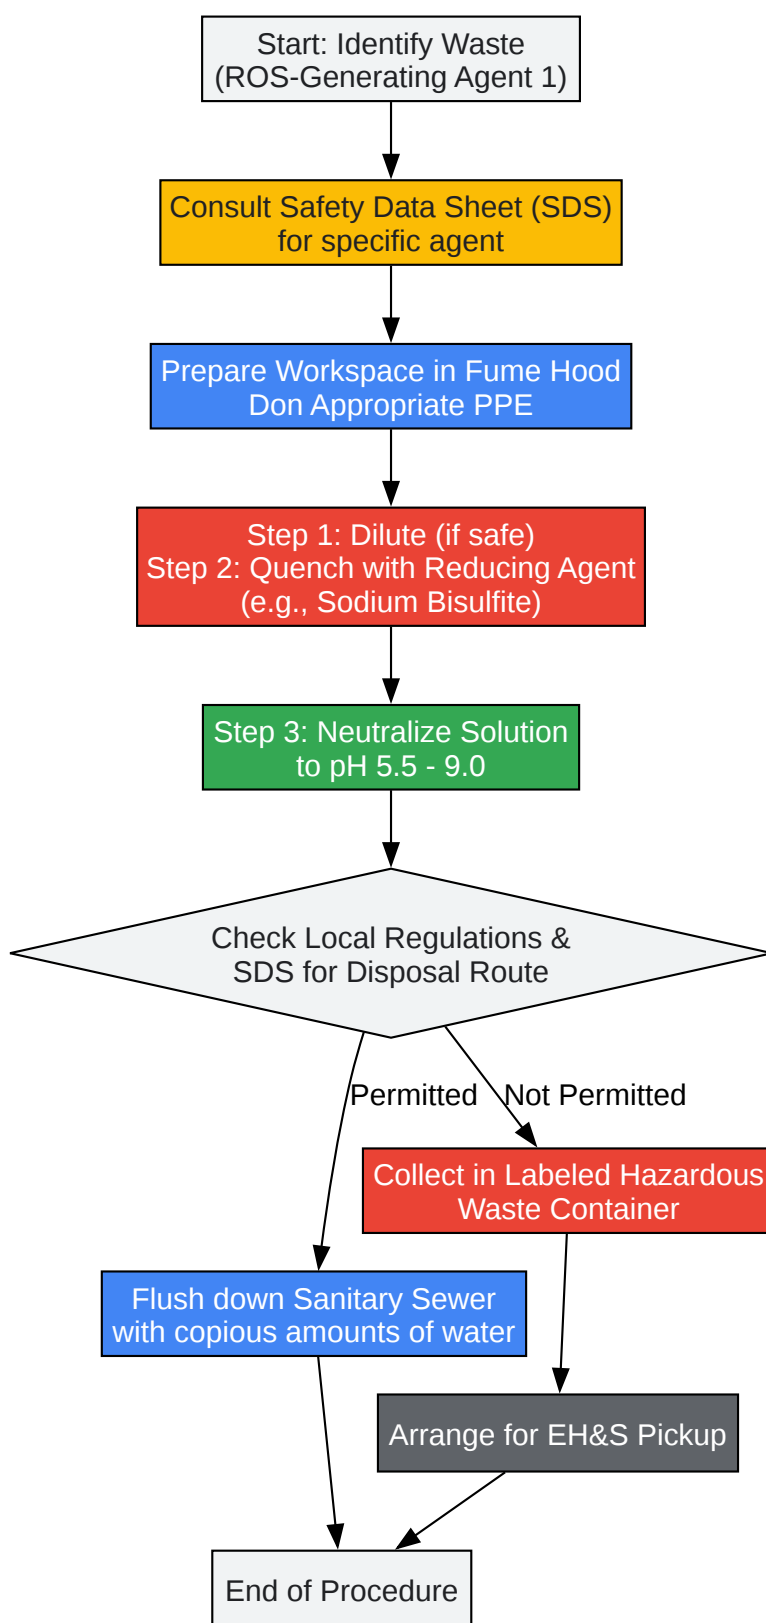 Start: Identify Waste
(ROS-Generating Agent 1)
Consult Safety Data Sheet (SDS)
for specific agent
Prepare Workspace in Fume Hood
Don Appropriate PPE
Step 1: Dilute (if safe)
Step 2: Quench with Reducing Agent
(e.g., Sodium Bisulfite)
Step 3: Neutralize Solution
to pH 5.5 - 9.0
Check Local Regulations &
SDS for Disposal Route
Permitted
Not Permitted
Collect in Labeled Hazardous
Waste Container
Flush down Sanitary Sewer
with copious amounts of water
Arrange for EH&S Pickup
End of Procedure